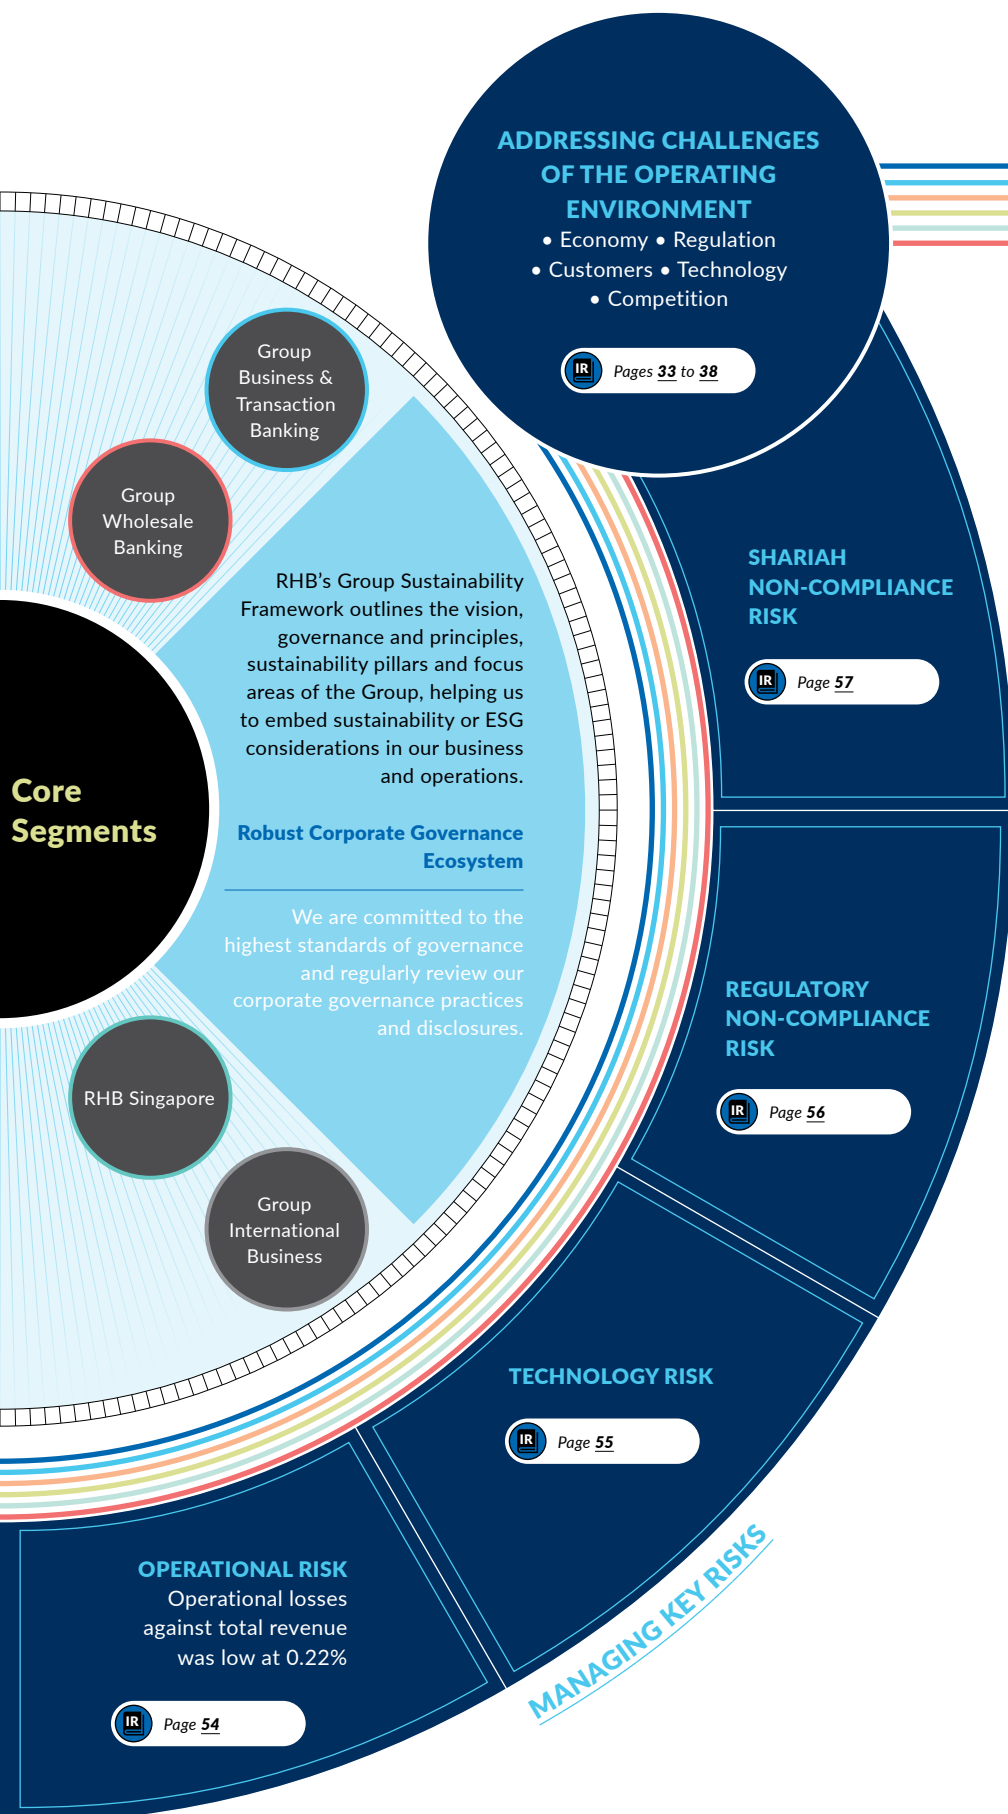 ADDRESSING CHALLENGES
OF THE OPERATING
ENVIRONMENT
• Economy • Regulation
• Customers • Technology
• Competition
IR Pages 33 to 38
Group
Business &
Transaction
Banking
Group
Wholesale
Banking
RHB's Group Sustainability
Framework outlines the vision,
governance and principles,
sustainability pillars and focus
areas of the Group, helping us
to embed sustainability or ESG
considerations in our business
and operations.
Core
Segments
Robust Corporate Governance
Ecosystem
We are committed to the
highest standards of governance
and regularly review our
corporate governance practices
and disclosures.
RHB Singapore
Group
International
Business
SHARIAH
NON-COMPLIANCE
RISK
IR Page 57
REGULATORY
NON-COMPLIANCE
RISK
IR Page 56
TECHNOLOGY RISK
IR Page 55
OPERATIONAL RISK
Operational losses
against total revenue
was low at 0.22%
IR Page 54
MANAGING KEY RISKS